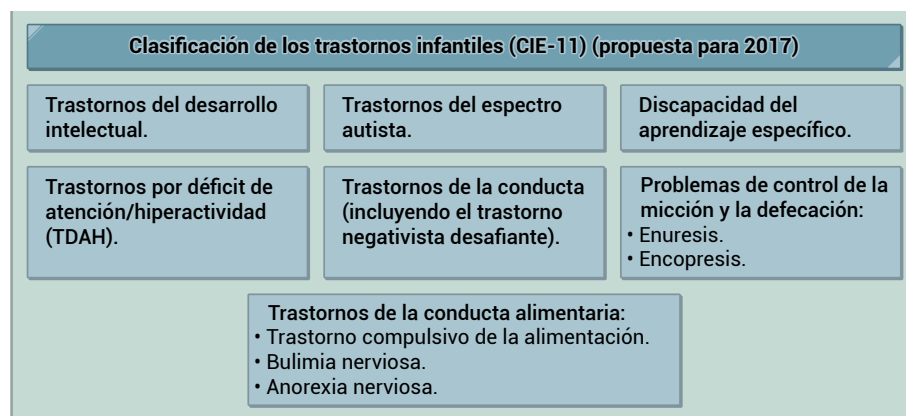 Clasificación de los trastornos infantiles (CIE-11) (propuesta para 2017)
Trastornos del desarrollo
intelectual.
Trastornos del espectro
autista.
Discapacidad del
aprendizaje específico.
Trastornos por déficit de
atención/hiperactividad
(TDAH).
Trastornos de la conducta
(incluyendo el trastorno
negativista desafiante).
Problemas de control de la
micción y la defecación:
• Enuresis.
• Encopresis.
Trastornos de la conducta alimentaria:
• Trastorno compulsivo de la alimentación.
• Bulimia nerviosa.
• Anorexia nerviosa.